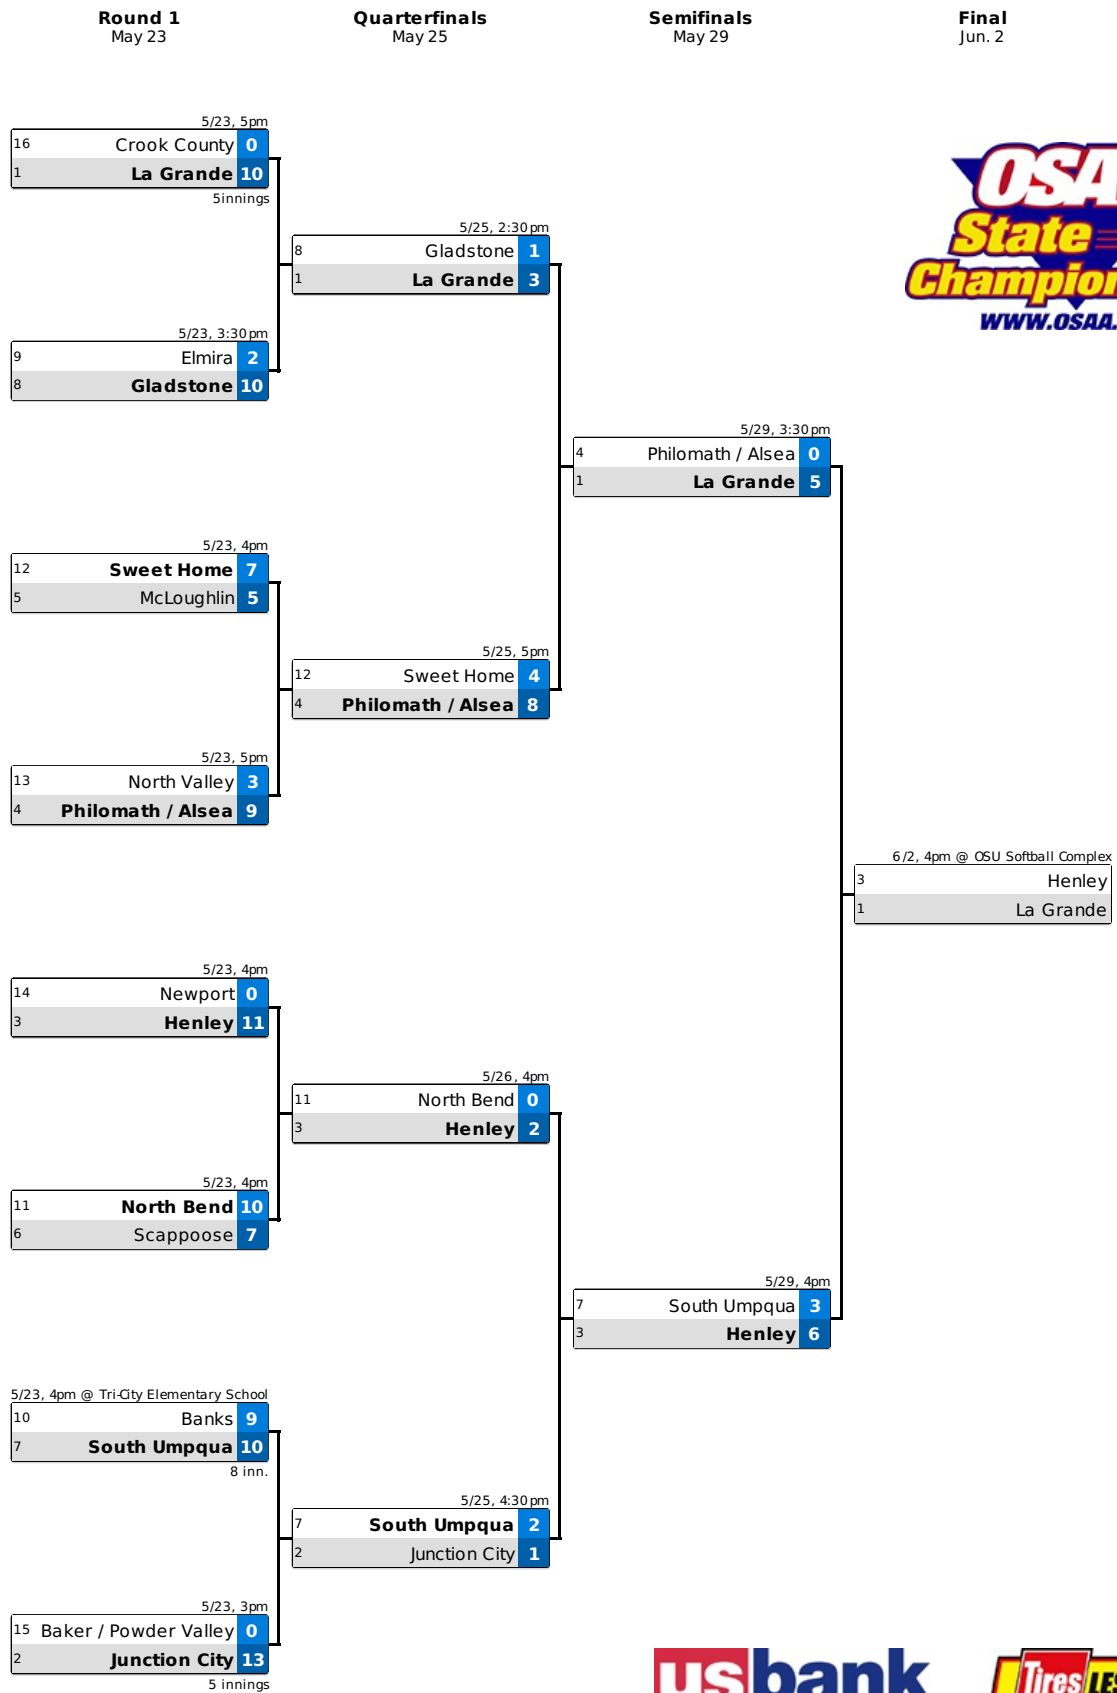 Round 1
May 23
Quarterfinals
May 25
Semifinals
May 29
Final
Jun. 2
5/23, 5pm
16 Crook County 0
1 La Grande 10
5innings
5/23, 3:30pm
9 Elmira 2
8 Gladstone 10
5/23, 4pm
12 Sweet Home 7
5 McLoughlin 5
5/23, 5pm
13 North Valley 3
4 Philomath / Alsea 9
5/23, 4pm
14 Newport 0
3 Henley 11
5/23, 4pm
11 North Bend 10
6 Scappoose 7
5/23, 4pm @ Tri-City Elementary School
10 Banks 9
7 South Umpqua 10
8 inn.
5/23, 3pm
15 Baker / Powder Valley 0
2 Junction City 13
5 innings
5/25, 2:30pm
8 Gladstone 1
1 La Grande 3
5/25, 5pm
12 Sweet Home 4
4 Philomath / Alsea 8
5/26, 4pm
11 North Bend 0
3 Henley 2
5/25, 4:30pm
7 South Umpqua 2
2 Junction City 1
5/29, 3:30pm
4 Philomath / Alsea 0
1 La Grande 5
5/29, 4pm
7 South Umpqua 3
3 Henley 6
6/2, 4pm @ OSU Softball Complex
3 Henley
1 La Grande
OSA
State
Champion
WWW.OSAA.
usbank
Tires LES